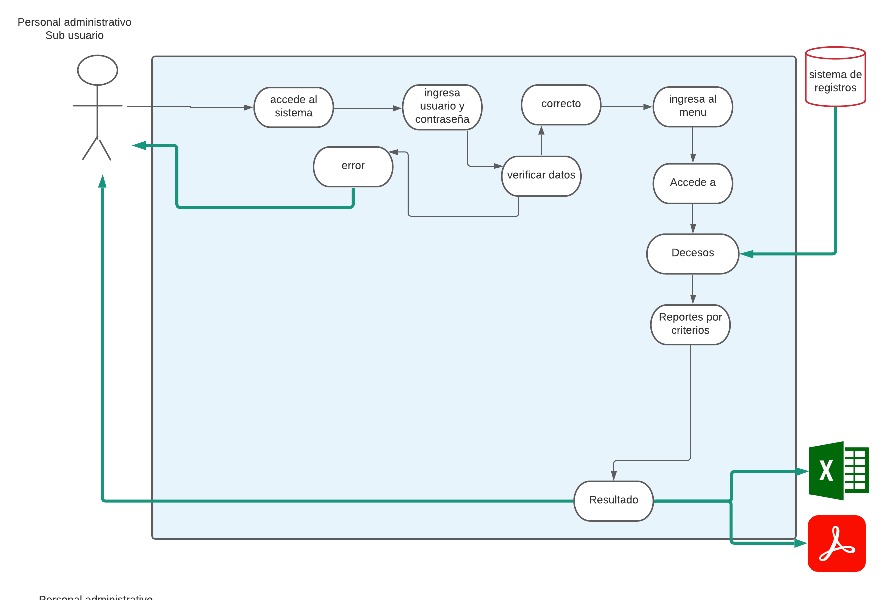 Personal administrativo
Sub usuario
sistema de
registros
accede al
sistema
ingresa
usuario y
contraseña
correcto
ingresa al
menu
error
verificar datos
Accede a
Decesos
Reportes por
criterios
X
Resultado
Personal administrativo